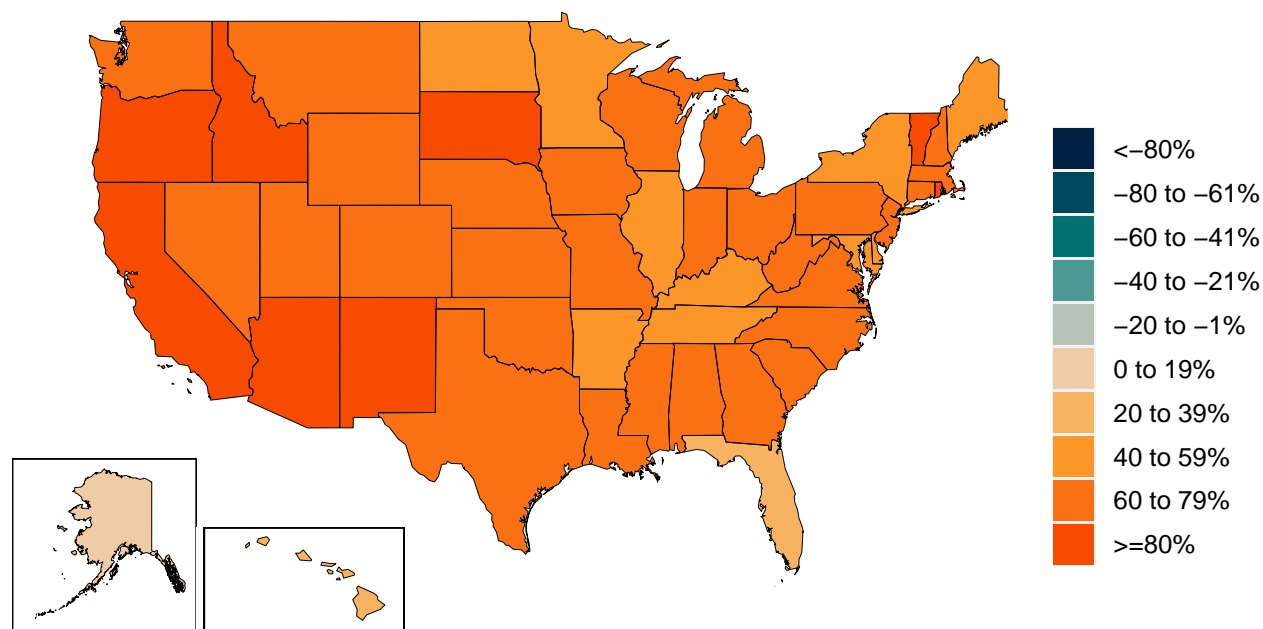 <−80%
−80 to −61%
−60 to −41%
−40 to −21%
−20 to −1%
0 to 19%
20 to 39%
40 to 59%
60 to 79%
>=80%